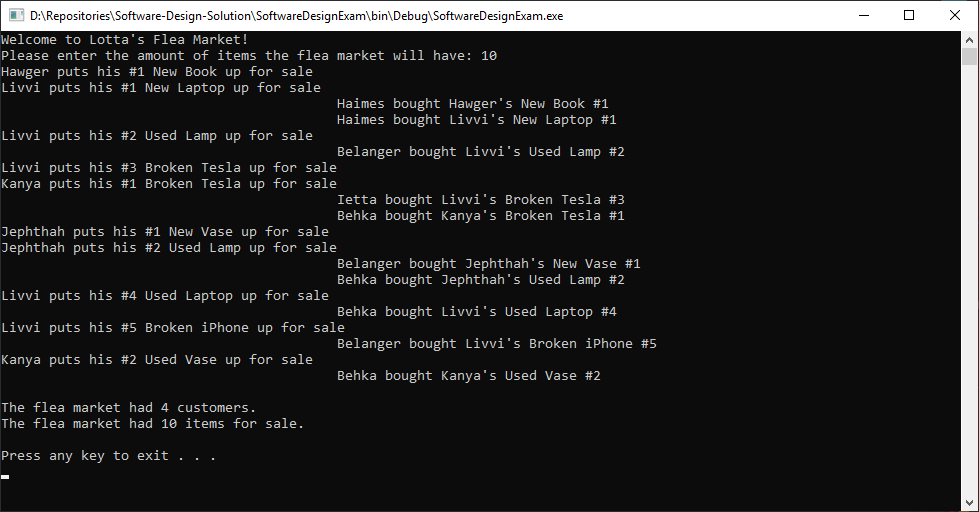 D:\Repositories\Software-Design-Solution\SoftwareDesignExam\bin\Debug\SoftwareDesignExam.exe
Welcome to Lotta's Flea Market!
Please enter the amount of items the flea market will have: 10
Hawger puts his #1 New Book up for sale
Livvi puts his #1 New Laptop up for sale
Haimes bought Hawger's New Book #1
Haimes bought Livvi's New Laptop #1
Livvi puts his #2 Used Lamp up for sale
Belanger bought Livvi's Used Lamp #2
Livvi puts his #3 Broken Tesla up for sale
Kanya puts his #1 Broken Tesla up for sale
Ietta bought Livvi's Broken Tesla #3
Behka bought Kanya's Broken Tesla #1
Jephthah puts his #1 New Vase up for sale
Jephthah puts his #2 Used Lamp up for sale
Belanger bought Jephthah's New Vase #1
Behka bought Jephthah's Used Lamp #2
Livvi puts his #4 Used Laptop up for sale
Behka bought Livvi's Used Laptop #4
Livvi puts his #5 Broken iPhone up for sale
Belanger bought Livvi's Broken iPhone #5
Kanya puts his #2 Used Vase up for sale
Behka bought Kanya's Used Vase #2
The flea market had 4 customers.
The flea market had 10 items for sale.
Press any key to exit . . .